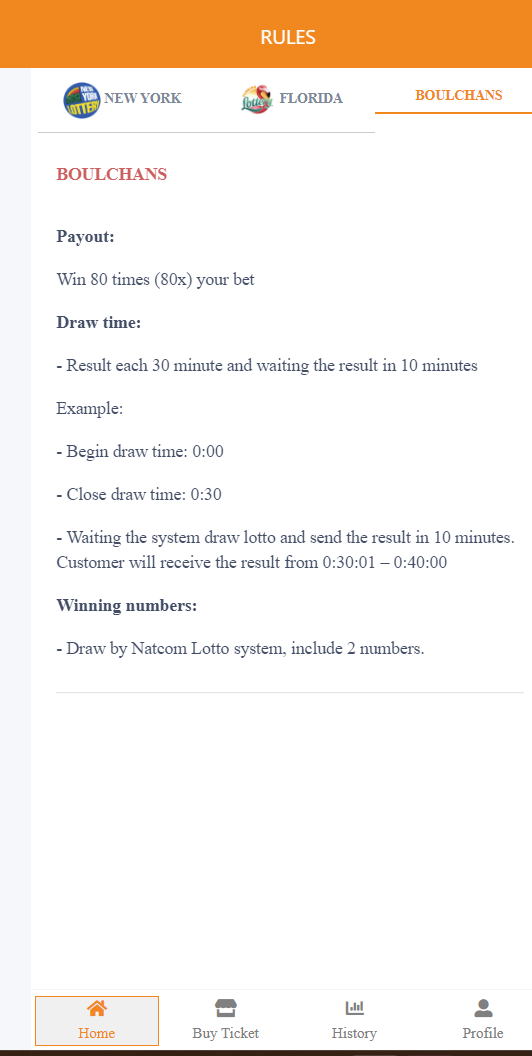 RULES
NEW YORK LOTTERY NEW YORK
Lottery FLORIDA
BOULCHANS
BOULCHANS
Payout:
Win 80 times (80x) your bet
Draw time:
- Result each 30 minute and waiting the result in 10 minutes
Example:
- Begin draw time: 0:00
- Close draw time: 0:30
- Waiting the system draw lotto and send the result in 10 minutes.
Customer will receive the result from 0:30:01 – 0:40:00
Winning numbers:
- Draw by Natcom Lotto system, include 2 numbers.
Home
Buy Ticket
History
Profile